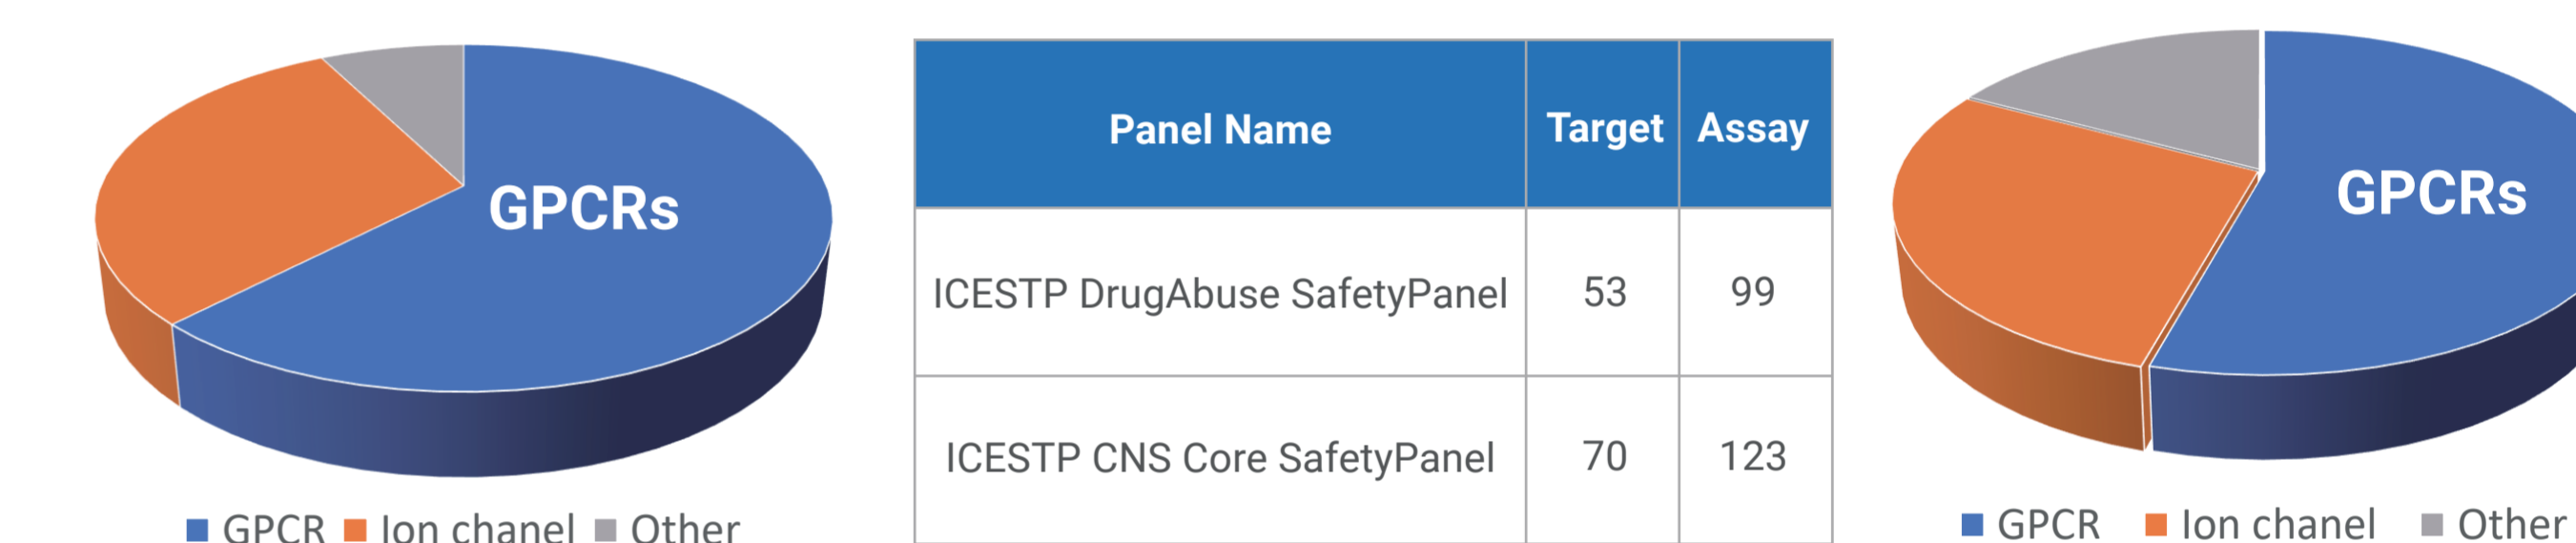 GPCRs
GPCR Ion chanel Other
Panel Name Target Assay
ICESTP DrugAbuse SafetyPanel 53 99
ICESTP CNS Core SafetyPanel 70 123
GPCRs
GPCR Ion chanel Other